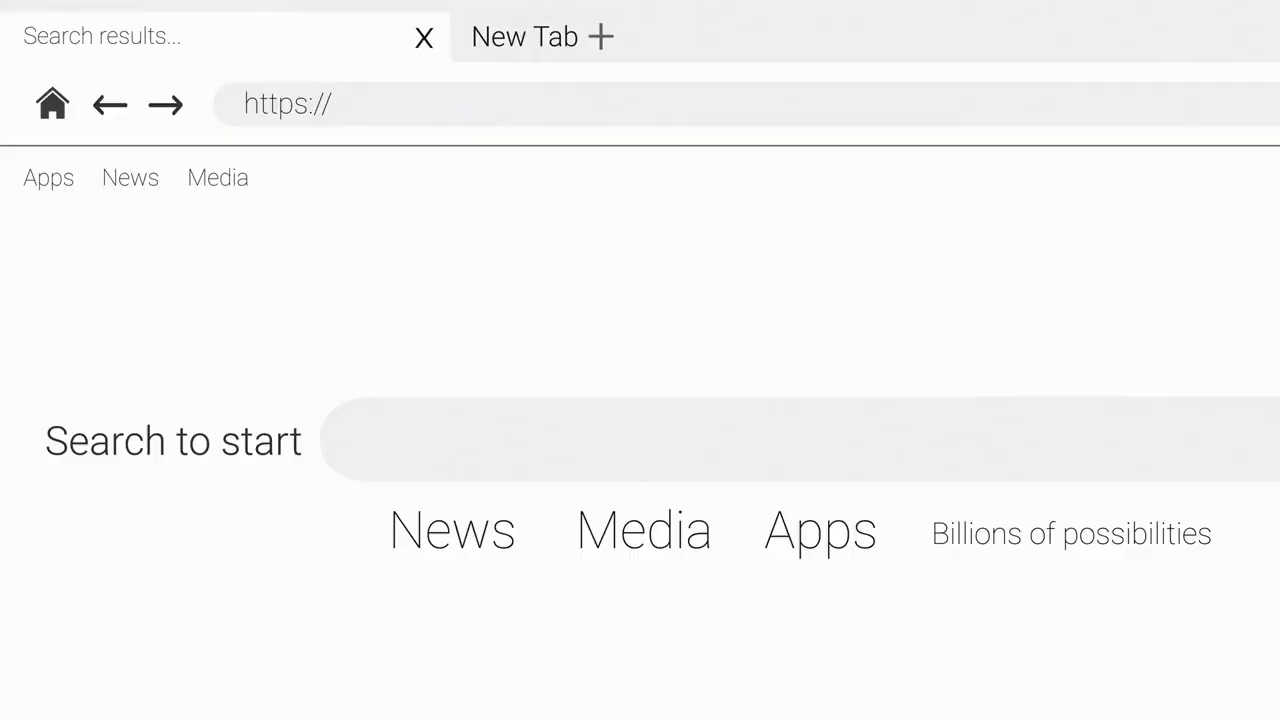 Search results... X New Tab +
https://
Apps News Media
Search to start
News Media Apps Billions of possibilities